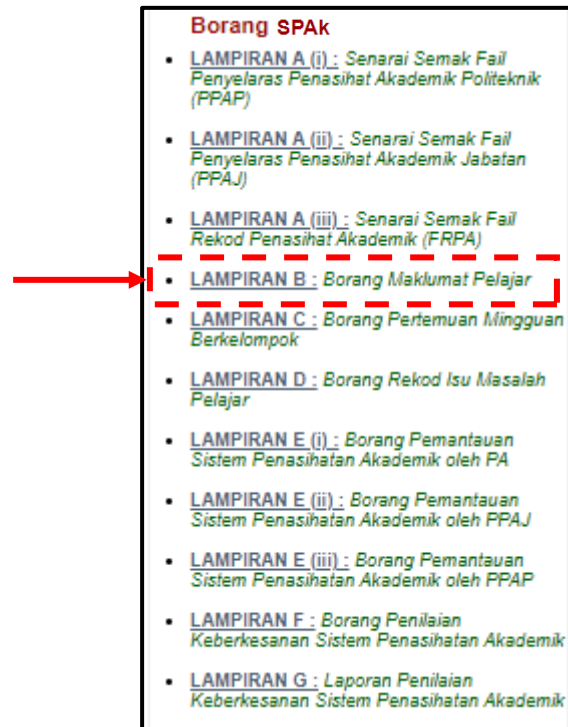 Borang SPAk
LAMPIRAN A (i) : Senarai Semak Fail
Penyelaras Penasihat Akademik Politeknik
(PPAP)
LAMPIRAN A (ii) : Senarai Semak Fail
Penyelaras Penasihat Akademik Jabatan
(PPAJ)
LAMPIRAN A (iii) : Senarai Semak Fail
Rekod Penasihat Akademik (FRPA)
LAMPIRAN B : Borang Maklumat Pelajar
LAMPIRAN C : Borang Pertemuan Mingguan
Berkelompok
LAMPIRAN D : Borang Rekod Isu Masalah
Pelajar
LAMPIRAN E (i) : Borang Pemantauan
Sistem Penasihatan Akademik oleh PA
LAMPIRAN E (ii) : Borang Pemantauan
Sistem Penasihatan Akademik oleh PPAJ
LAMPIRAN E (iii) : Borang Pemantauan
Sistem Penasihatan Akademik oleh PPAP
LAMPIRAN F : Borang Penilaian
Keberkesanan Sistem Penasihatan Akademik
LAMPIRAN G : Laporan Penilaian
Keberkesanan Sistem Penasihatan Akademik